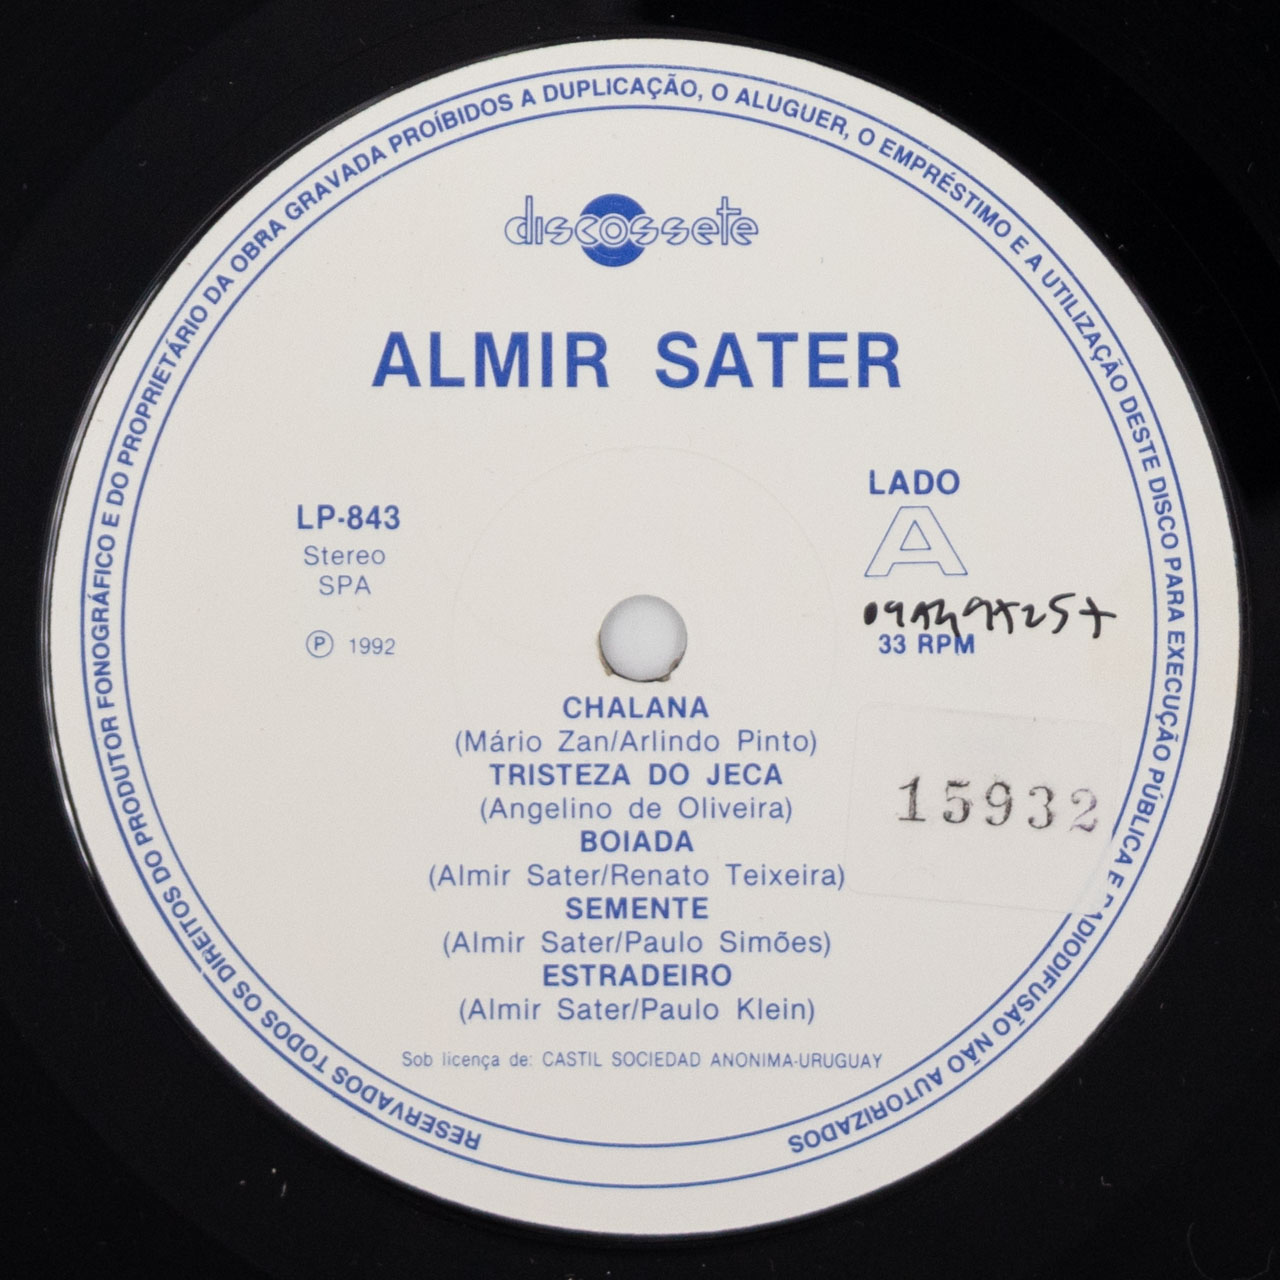 RESERVADOS TODOS OS DIREITOS DO PRODUTOR FONOGRÁFICO E DO PROPRIETÁRIO DA OBRA GRAVADA PROÍBIDOS A DUPLICAÇÃO, O ALUGUER, O EMPRÉSTIMO E A UTILIZAÇÃO DESTE DISCO PARA EXECUÇÃO PÚBLICA E RADIODIFUSÃO NÃO AUTORIZADOS
discossete
ALMIR SATER
LP-843
Stereo
SPA
Ⓟ 1992
LADO
A
33 RPM
CHALANA
(Mário Zan/Arlindo Pinto)
TRISTEZA DO JECA
(Angelino de Oliveira)
BOIADA
(Almir Sater/Renato Teixeira)
SEMENTE
(Almir Sater/Paulo Simões)
ESTRADEIRO
(Almir Sater/Paulo Klein)
15932
Sob licença de: CASTIL SOCIEDAD ANONIMA-URUGUAY